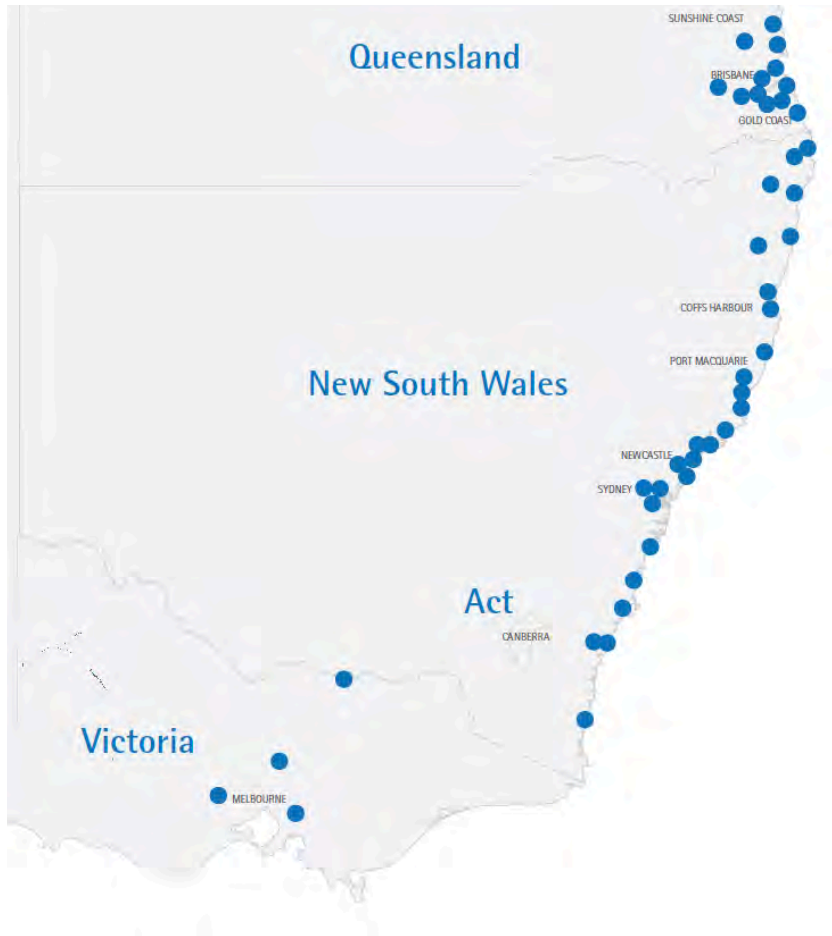 SUNSHINE COAST
Queensland
BRISBANE
GOLD COAST
COFFS HARBOUR
PORT MACQUARIE
New South Wales
NEWCASTLE
SYDNEY
Act
CANBERRA
Victoria
MELBOURNE